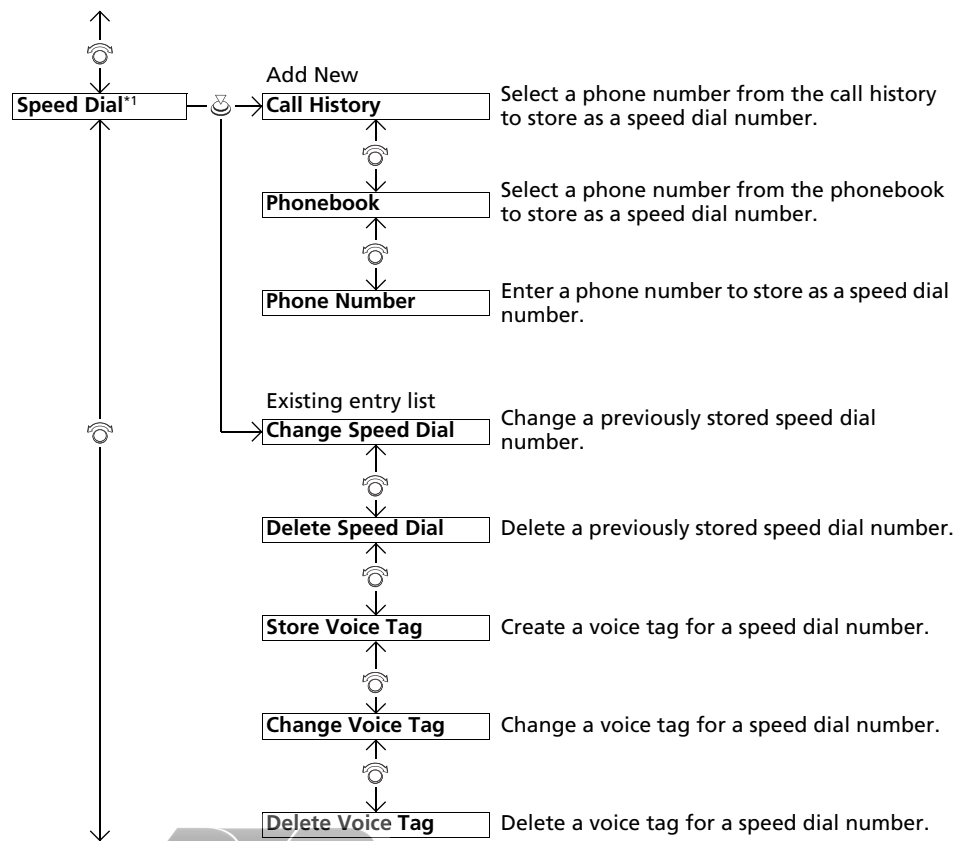 Add New
Speed Dial*1
Call History
Select a phone number from the call history
to store as a speed dial number.
Phonebook
Select a phone number from the phonebook
to store as a speed dial number.
Phone Number
Enter a phone number to store as a speed dial
number.
Existing entry list
Change Speed Dial
Change a previously stored speed dial
number.
Delete Speed Dial
Delete a previously stored speed dial number.
Store Voice Tag
Create a voice tag for a speed dial number.
Change Voice Tag
Change a voice tag for a speed dial number.
Delete Voice Tag
Delete a voice tag for a speed dial number.